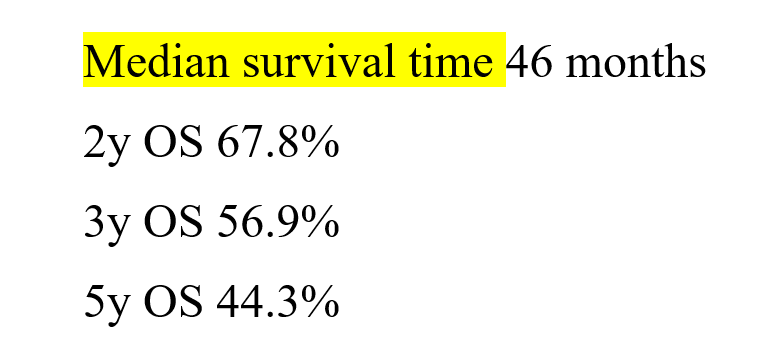 Median survival time 46 months
2y OS 67.8%
3y OS 56.9%
5y OS 44.3%